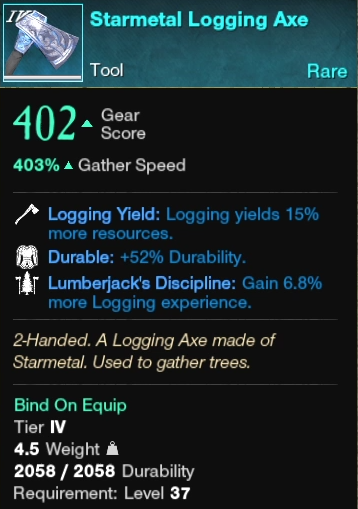 IV
Starmetal Logging Axe
Tool Rare
402 Gear Score
403% Gather Speed
Logging Yield: Logging yields 15%
more resources.
Durable: +52% Durability.
Lumberjack's Discipline: Gain 6.8%
more Logging experience.
2-Handed. A Logging Axe made of
Starmetal. Used to gather trees.
Bind On Equip
Tier IV
4.5 Weight
2058 / 2058 Durability
Requirement: Level 37